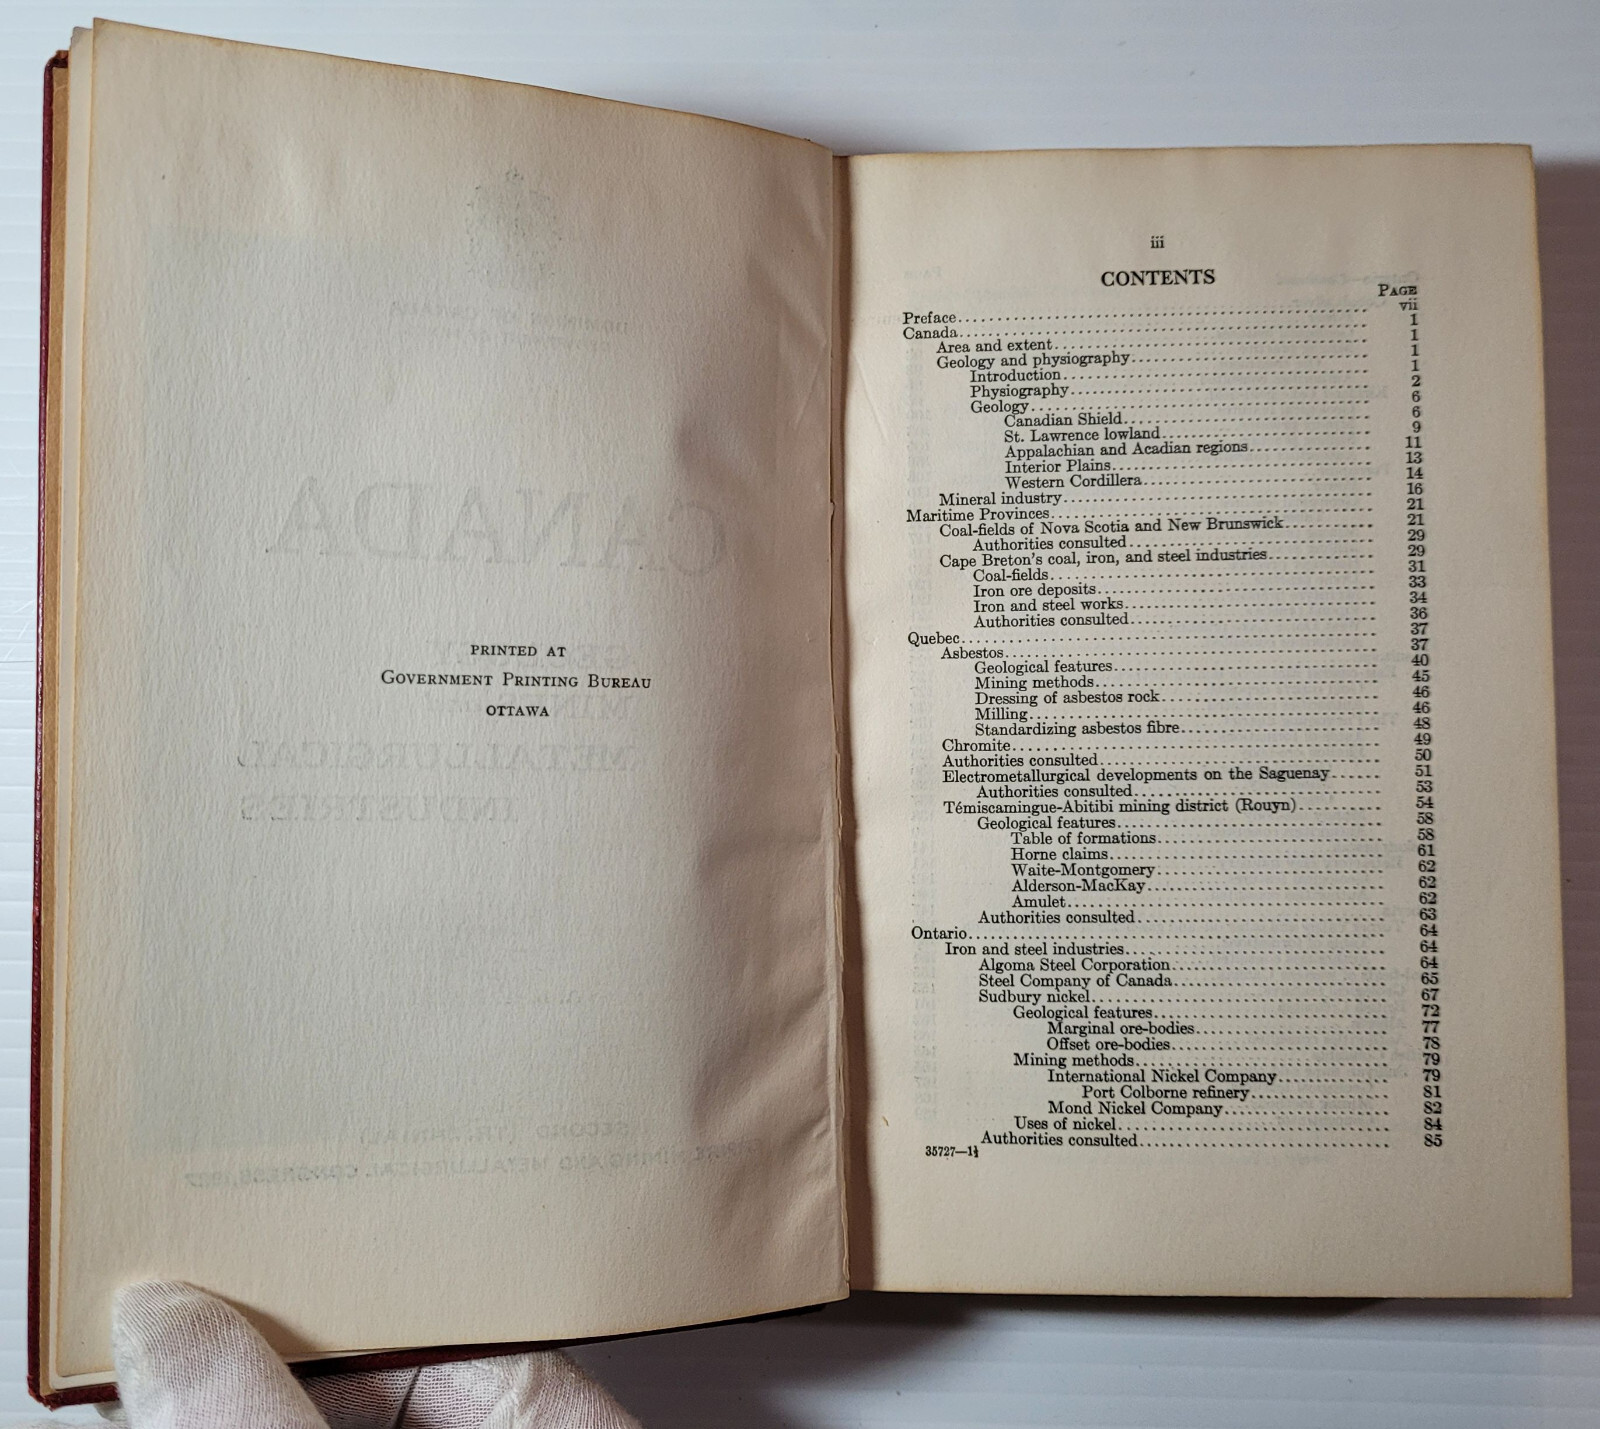 PRINTED AT
GOVERNMENT PRINTING BUREAU
OTTAWA
iii
CONTENTS
PAGE
Preface vii
Canada 1
Area and extent 1
Geology and physiography 1
Introduction 1
Physiography 2
Geology 6
Canadian Shield 6
St. Lawrence lowland 9
Appalachian and Acadian regions 11
Interior Plains 13
Western Cordillera 14
Mineral industry 16
Maritime Provinces 21
Coal-fields of Nova Scotia and New Brunswick 21
Authorities consulted 29
Cape Breton's coal, iron, and steel industries 29
Coal-fields 31
Iron ore deposits 33
Iron and steel works 34
Authorities consulted 36
Quebec 37
Asbestos 37
Geological features 40
Mining methods 45
Dressing of asbestos rock 46
Milling 46
Standardizing asbestos fibre 48
Chromite 49
Authorities consulted 50
Electrometallurgical developments on the Saguenay 51
Authorities consulted 53
Témiscamingue-Abitibi mining district (Rouyn) 54
Geological features 58
Table of formations 58
Horne claims 61
Waite-Montgomery 62
Alderson-MacKay 62
Amulet 62
Authorities consulted 63
Ontario 64
Iron and steel industries 64
Algoma Steel Corporation 64
Steel Company of Canada 65
Sudbury nickel 67
Geological features 72
Marginal ore-bodies 77
Offset ore-bodies 78
Mining methods 79
International Nickel Company 79
Port Colborne refinery 81
Mond Nickel Company 82
Uses of nickel 84
Authorities consulted 85
35727—1½